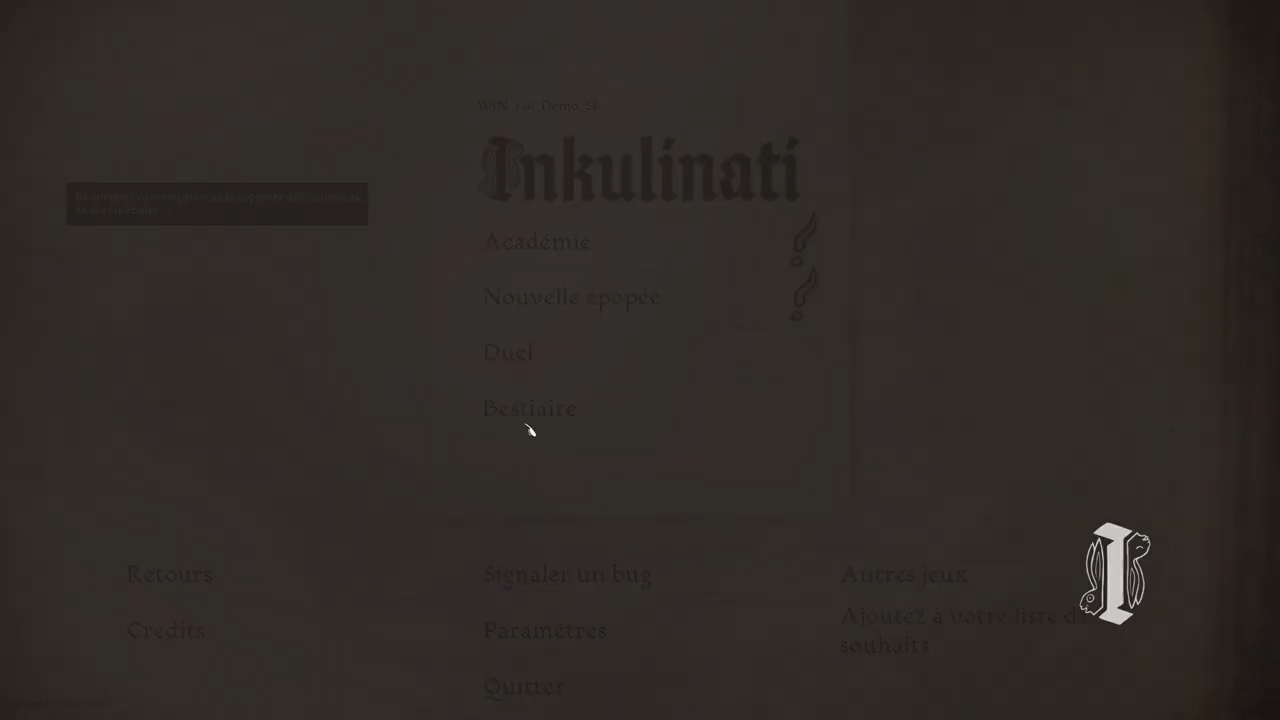 Inkulinati
Académie
Nouvelle épopée
Duel
Bestiaire
Retours
Signaler un bug
Autres jeux
Crédits
Paramètres
Ajoutez à votre liste de
souhaits
Quitter
I